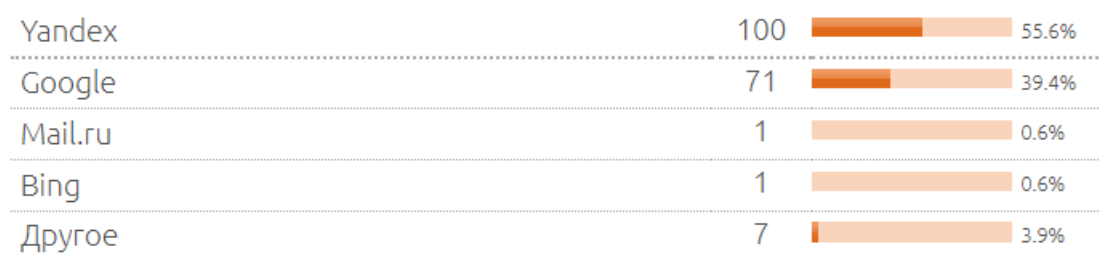 Yandex 100 55.6%
Google 71 39.4%
Mail.ru 1 0.6%
Bing 1 0.6%
Другое 7 3.9%